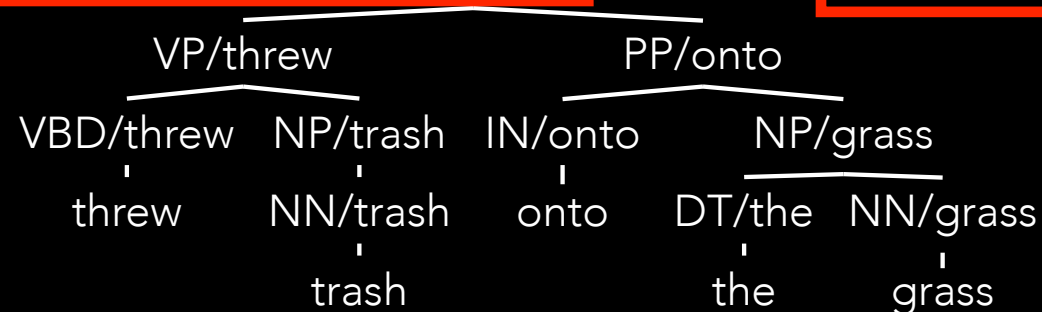 VP/threw PP/onto
VBD/threw NP/trash IN/onto NP/grass
threw NN/trash onto DT/the NN/grass
trash the grass